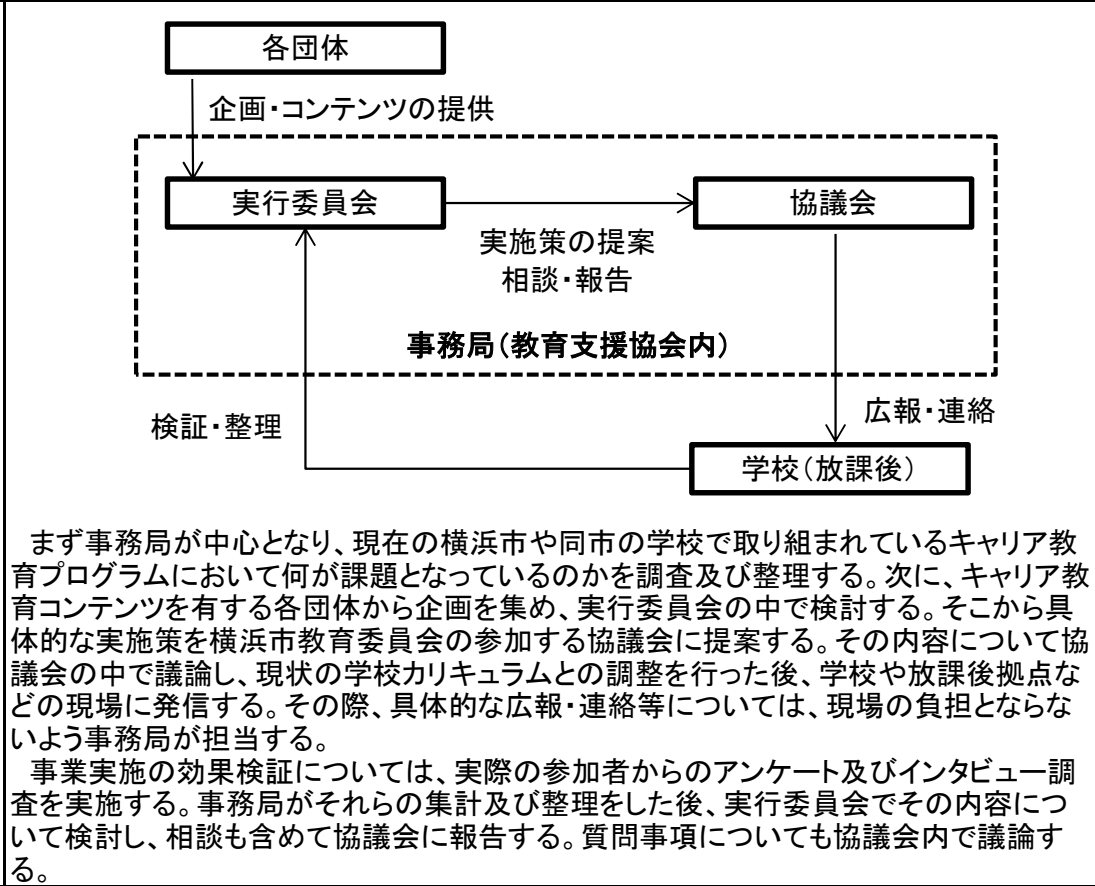 各団体
企画・コンテンツの提供
実行委員会
協議会
実施策の提案
相談・報告
事務局(教育支援協会内)
検証・整理
広報・連絡
学校(放課後)
まず事務局が中心となり、現在の横浜市や同市の学校で取り組まれているキャリア教
育プログラムにおいて何が課題となっているのかを調査及び整理する。次に、キャリア教
育コンテンツを有する各団体から企画を集め、実行委員会の中で検討する。そこから具
体的な実施策を横浜市教育委員会の参加する協議会に提案する。その内容について協
議会の中で議論し、現状の学校カリキュラムとの調整を行った後、学校や放課後拠点な
どの現場に発信する。その際、具体的な広報・連絡等については、現場の負担とならな
いよう事務局が担当する。
事業実施の効果検証については、実際の参加者からのアンケート及びインタビュー調
査を実施する。事務局がそれらの集計及び整理をした後、実行委員会でその内容につ
いて検討し、相談も含めて協議会に報告する。質問事項についても協議会内で議論す
る。